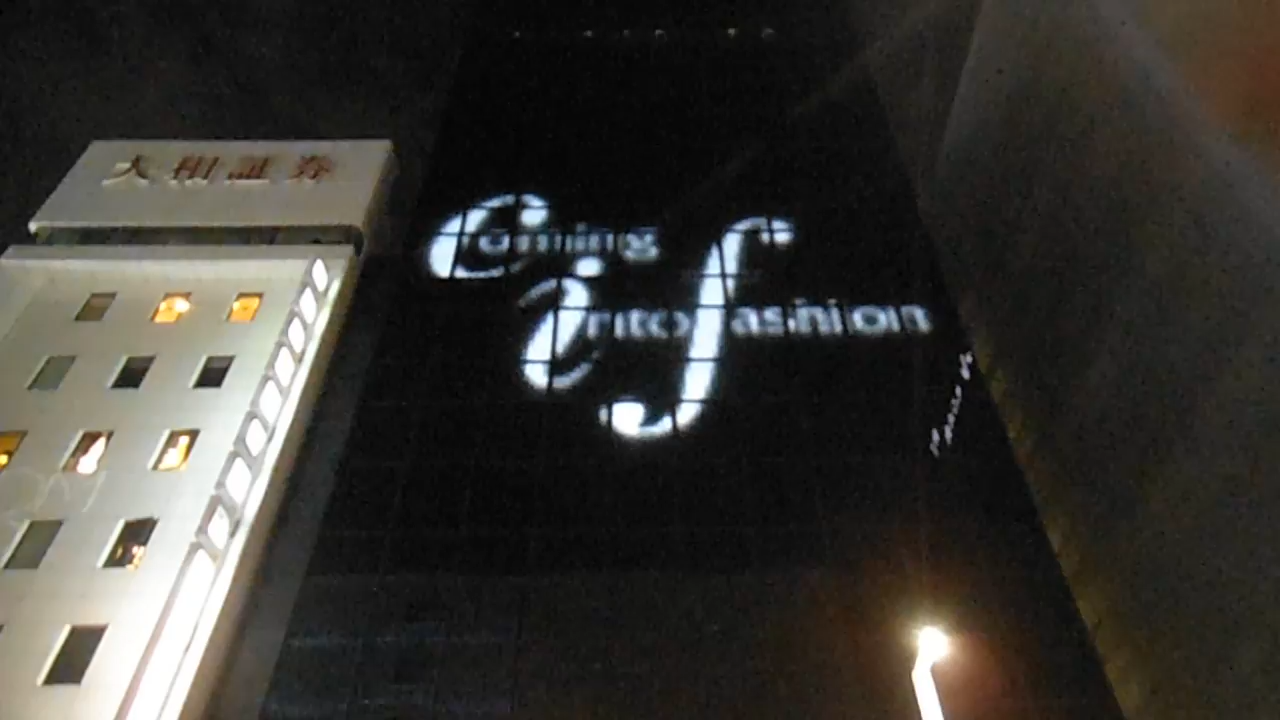 大和証券
Coming
into fashion